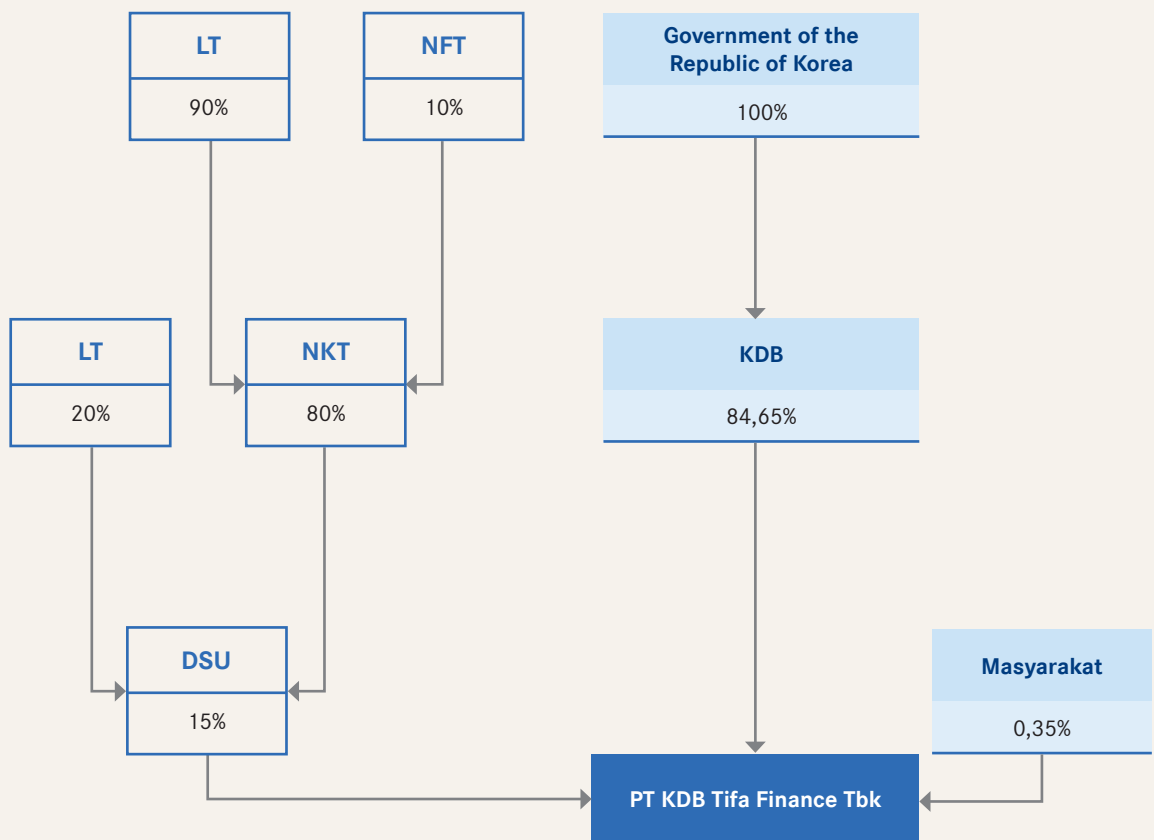 LT
90%
NFT
10%
Government of the
Republic of Korea
100%
LT
20%
NKT
80%
KDB
84,65%
DSU
15%
Masyarakat
0,35%
PT KDB Tifa Finance Tbk